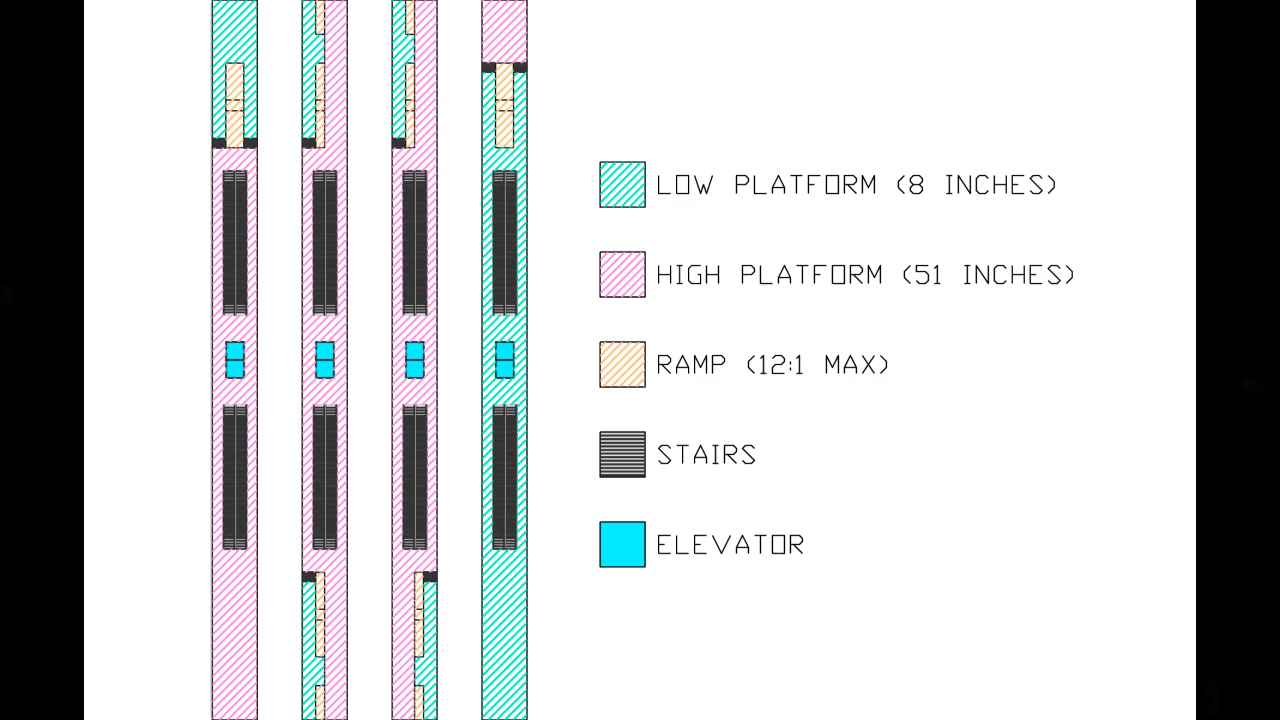 LOW PLATFORM (8 INCHES)
HIGH PLATFORM (51 INCHES)
RAMP (12:1 MAX)
STAIRS
ELEVATOR